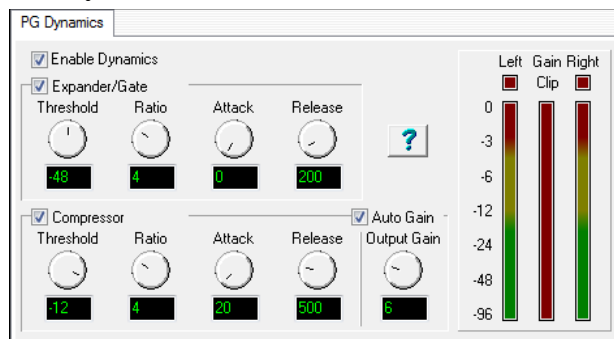 PG Dynamics
Enable Dynamics
Expander/Gate
Threshold Ratio Attack Release
-48 4 0 200
?
Compressor
Auto Gain
Threshold Ratio Attack Release Output Gain
-12 4 20 500 6
Left Gain Right
Clip
0
-3
-6
-12
-24
-48
-96